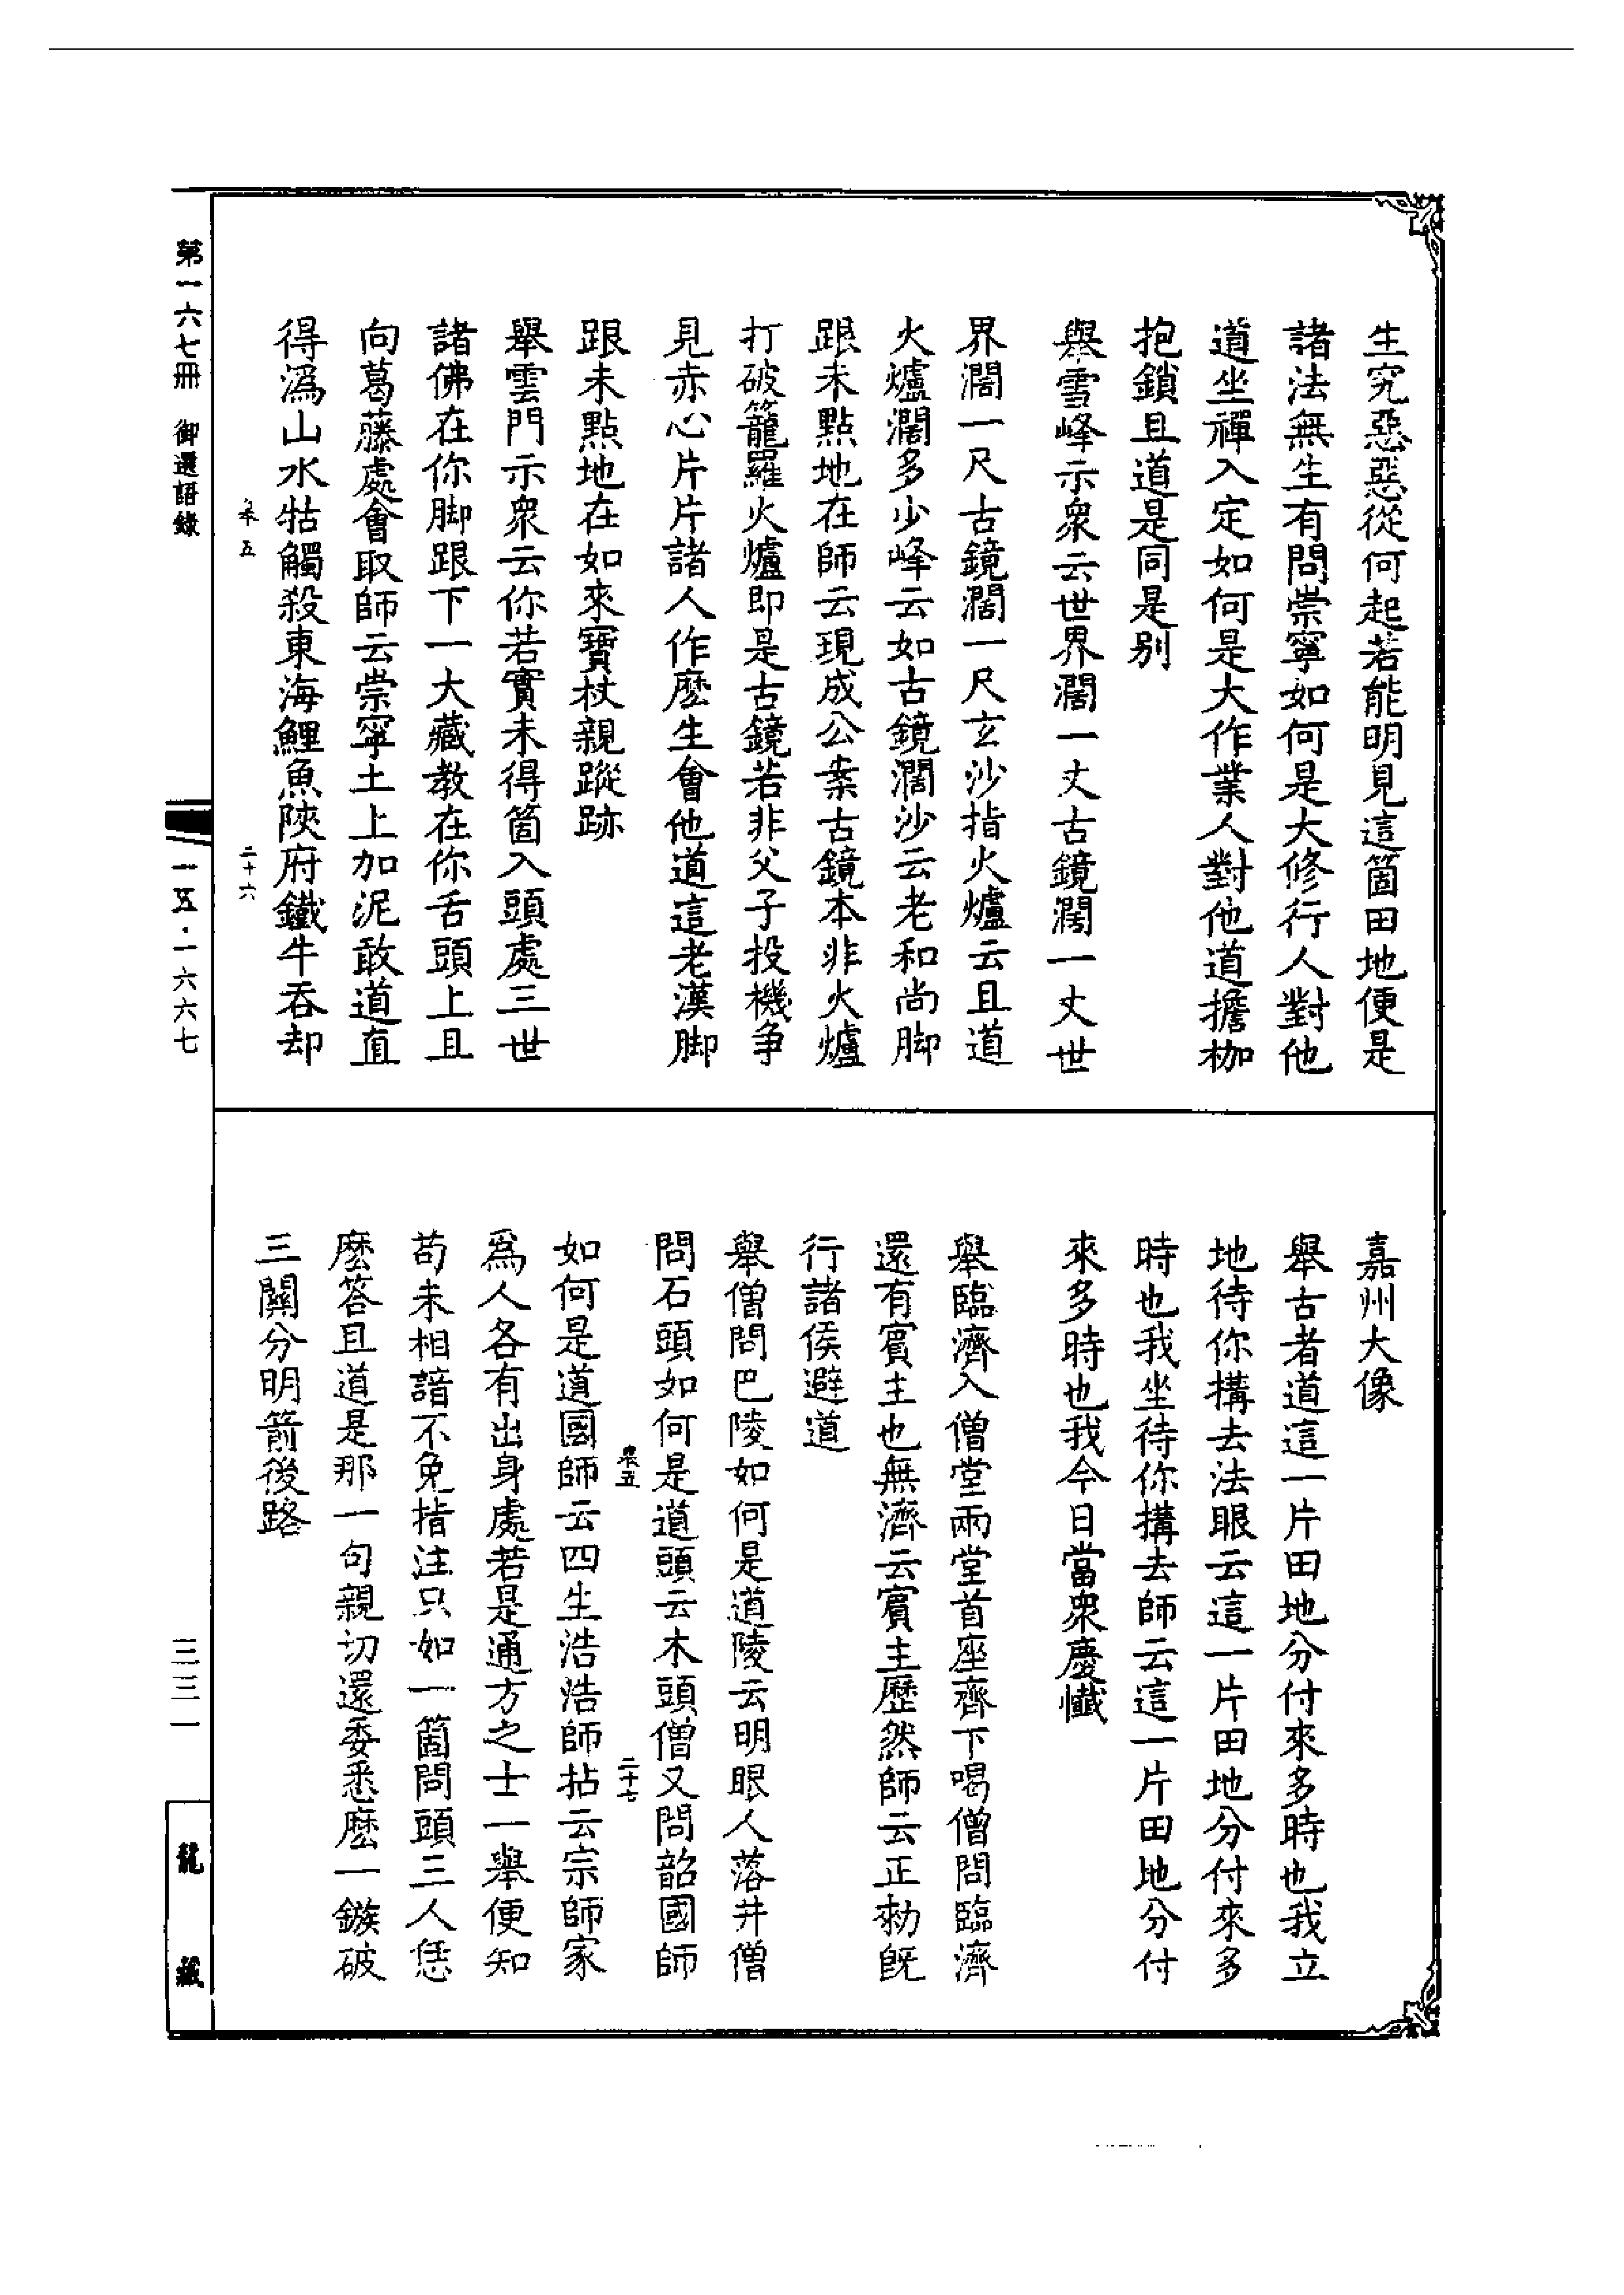 生究惡惡從何起若能明見這箇田地便是
諸法無生有問崇寧如何是大修行人對他
道坐禪入定如何是大作業人對他道擔枷
抱鎖且道是同是别
舉雪峰示衆云世界濶一丈古鏡濶一丈世
界濶一尺古鏡濶一尺玄沙指火爐云且道
火爐濶多少峰云如古鏡濶沙云老和尚脚
跟未點地在師云現成公案古鏡本非火爐
打破籠羅火爐即是古鏡若非父子投機争
見赤心片片諸人作麽生會他道這老漢脚
跟未點地在如來寶杖親蹤跡
舉雲門示衆云你若實未得箇入頭處三世
諸佛在你脚跟下一大藏教在你舌頭上且
向葛藤處會取師云崇寧土上加泥敢道直
得溈山水牯觸殺東海鯉魚陝府鐵牛吞却
卷五 二十六
嘉州大像
舉古者道這一片田地分付來多時也我立
地待你搆去法眼云這一片田地分付來多
時也我坐待你搆去師云這一片田地分付
來多時也我今日當衆慶懺
舉臨濟入僧堂兩堂首座齊下喝僧問臨濟
還有賓主也無濟云賓主歷然師云正勑旣
行諸侯避道
舉僧問巴陵如何是道陵云明眼人落井僧
問石頭如何是道頭云木頭僧又問韶國師
卷五 二十七
如何是道國師云四生浩浩師拈云宗師家
爲人各有出身處若是通方之士一舉便知
苟未相諳不免指注只如一箇問頭三人恁
麽答且道是那一句親切還委悉麽一鏃破
三關分明箭後路
第一六七冊 御選語錄
一五·一六六七
三三一
龍藏